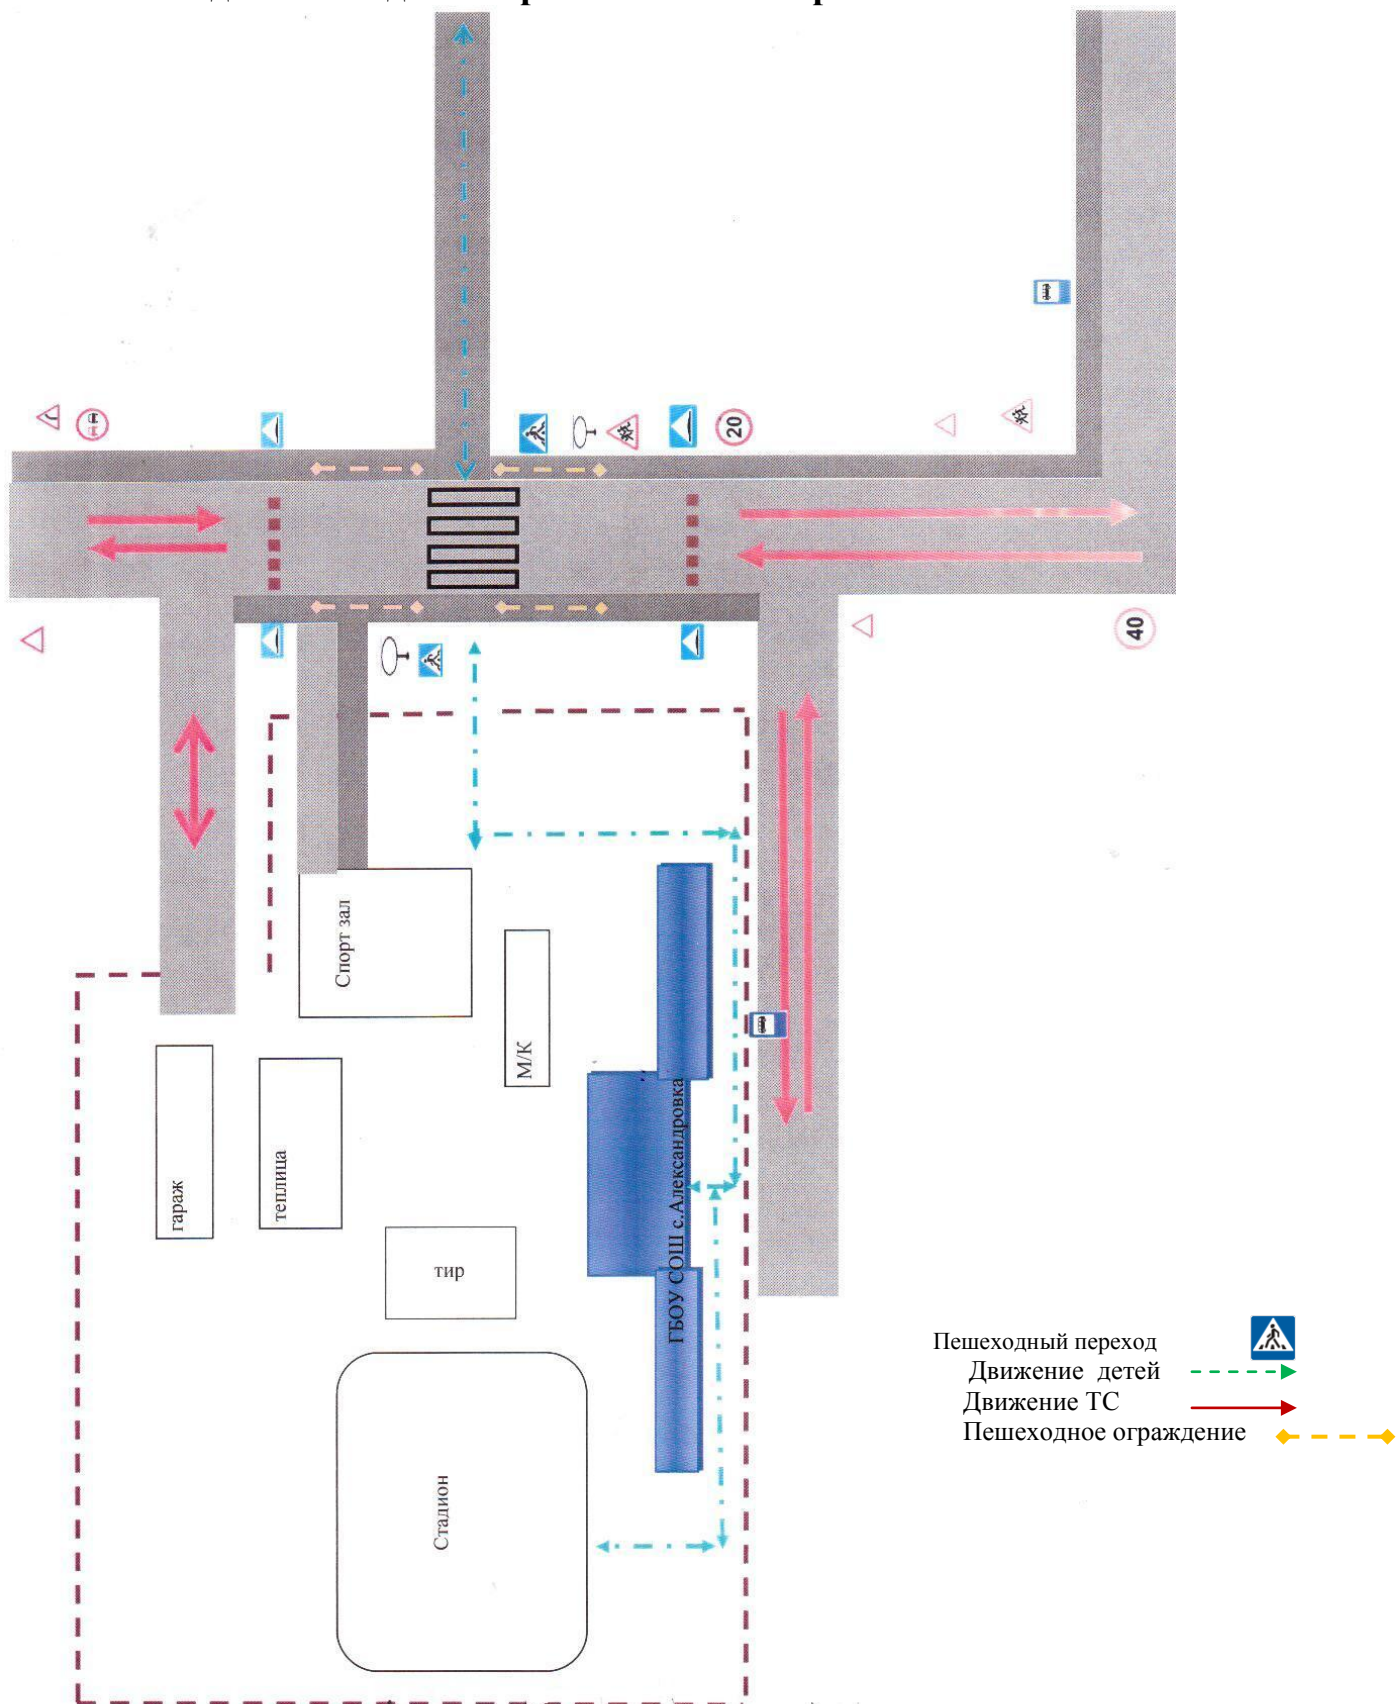 20
40
Спорт зал
М/К
гараж
теплица
ГБОУ СОШ с.Александровка
тир
Стадион
Пешеходный переход
Движение детей
Движение ТС
Пешеходное ограждение